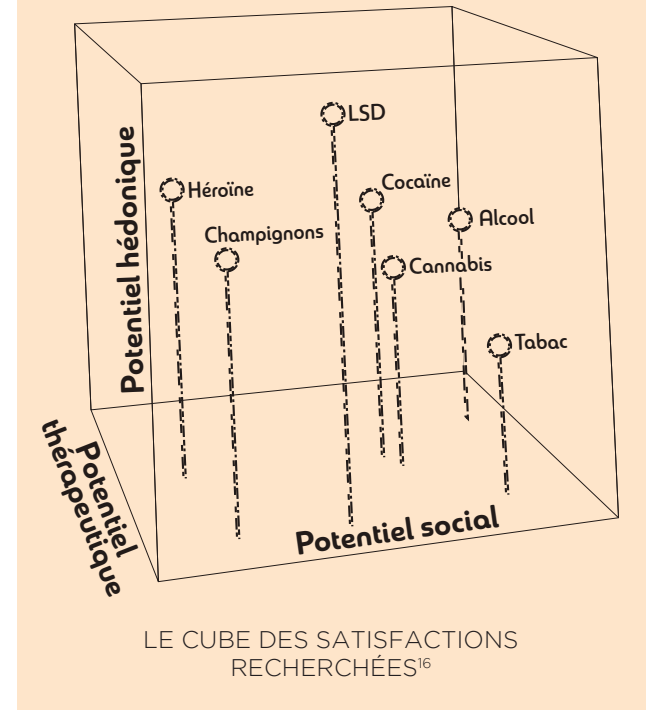 LSD
Cocaïne
Héroïne
Alcool
Champignons
Cannabis
Tabac
Potentiel hédonique
Potentiel
thérapeutique
Potentiel social
LE CUBE DES SATISFACTIONS
RECHERCHÉES16